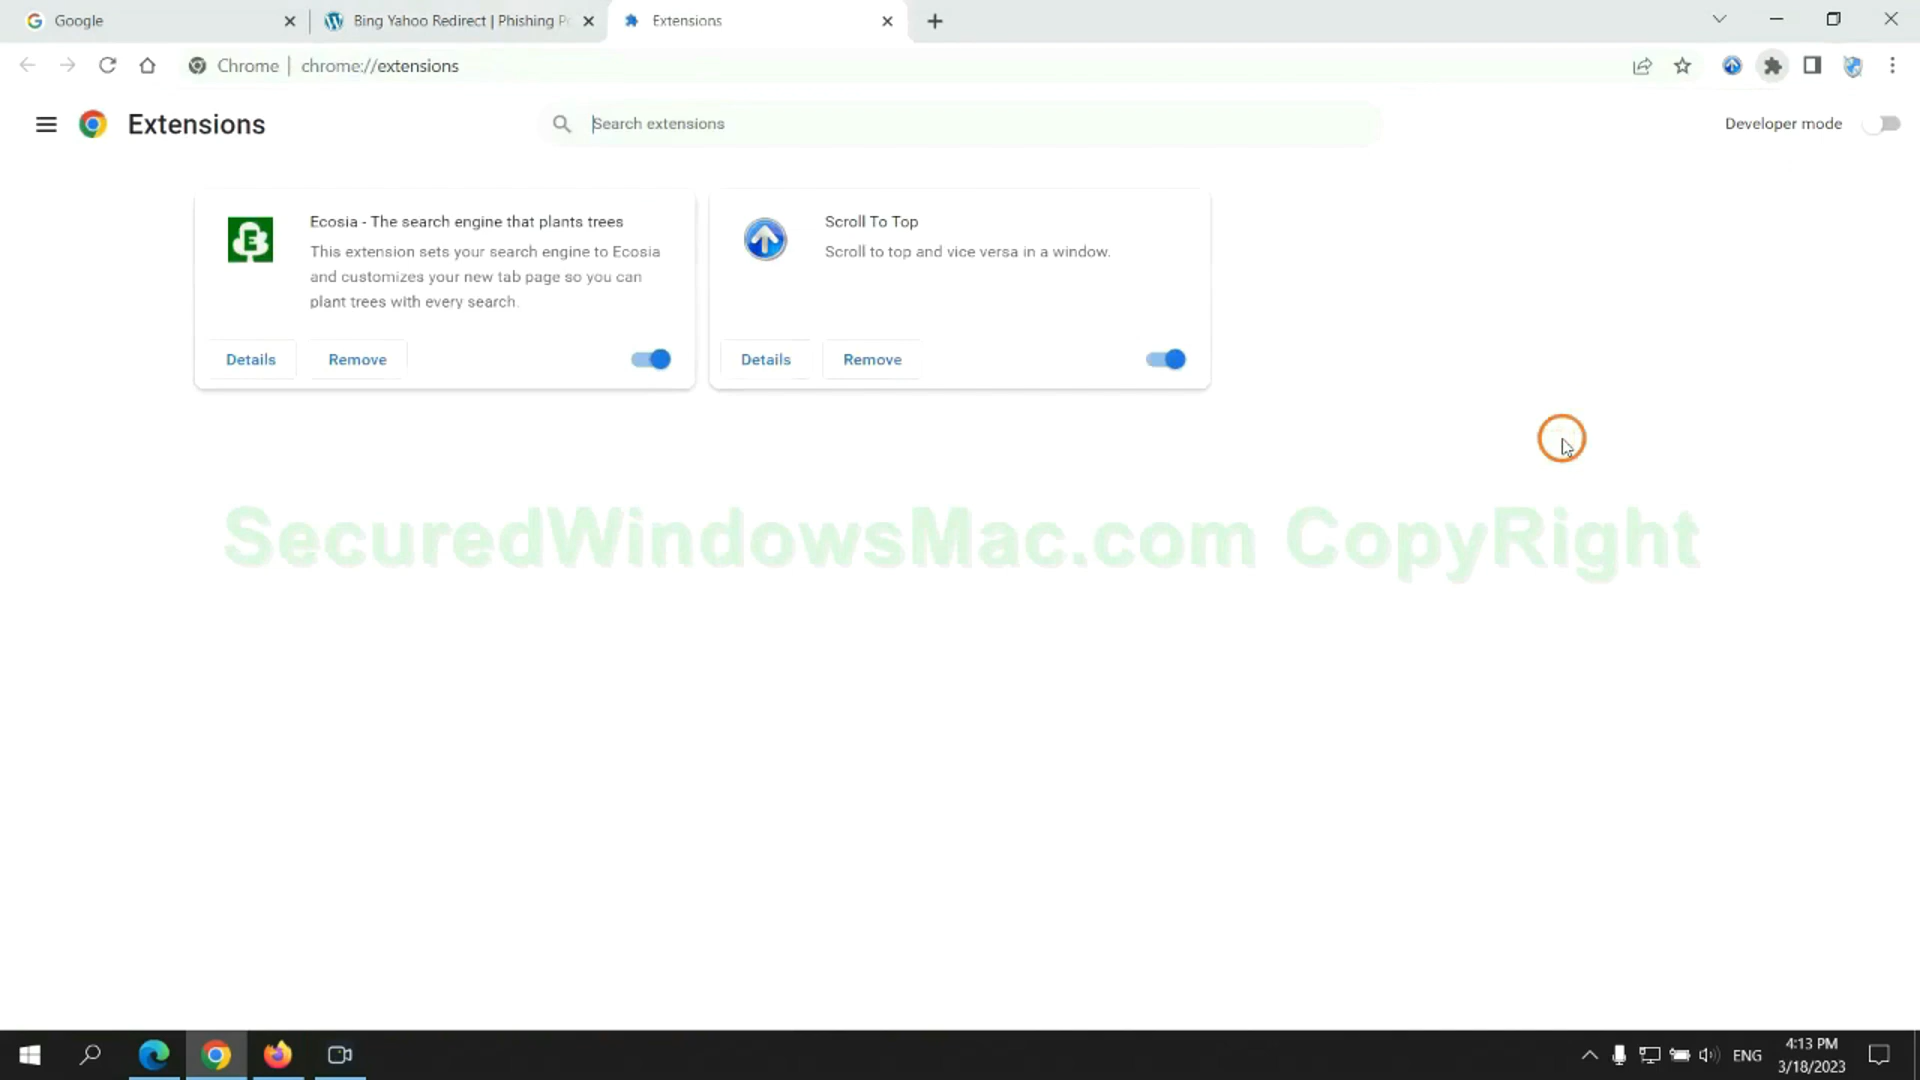 Google
Bing Yahoo Redirect | Phishing P
Extensions
Chrome | chrome://extensions
Extensions
Search extensions
Developer mode
Ecosia - The search engine that plants trees
This extension sets your search engine to Ecosia
and customizes your new tab page so you can
plant trees with every search.
Details
Remove
Scroll To Top
Scroll to top and vice versa in a window.
Details
Remove
SecuredWindowsMac.com CopyRight
ENG
4:13 PM
3/18/2023